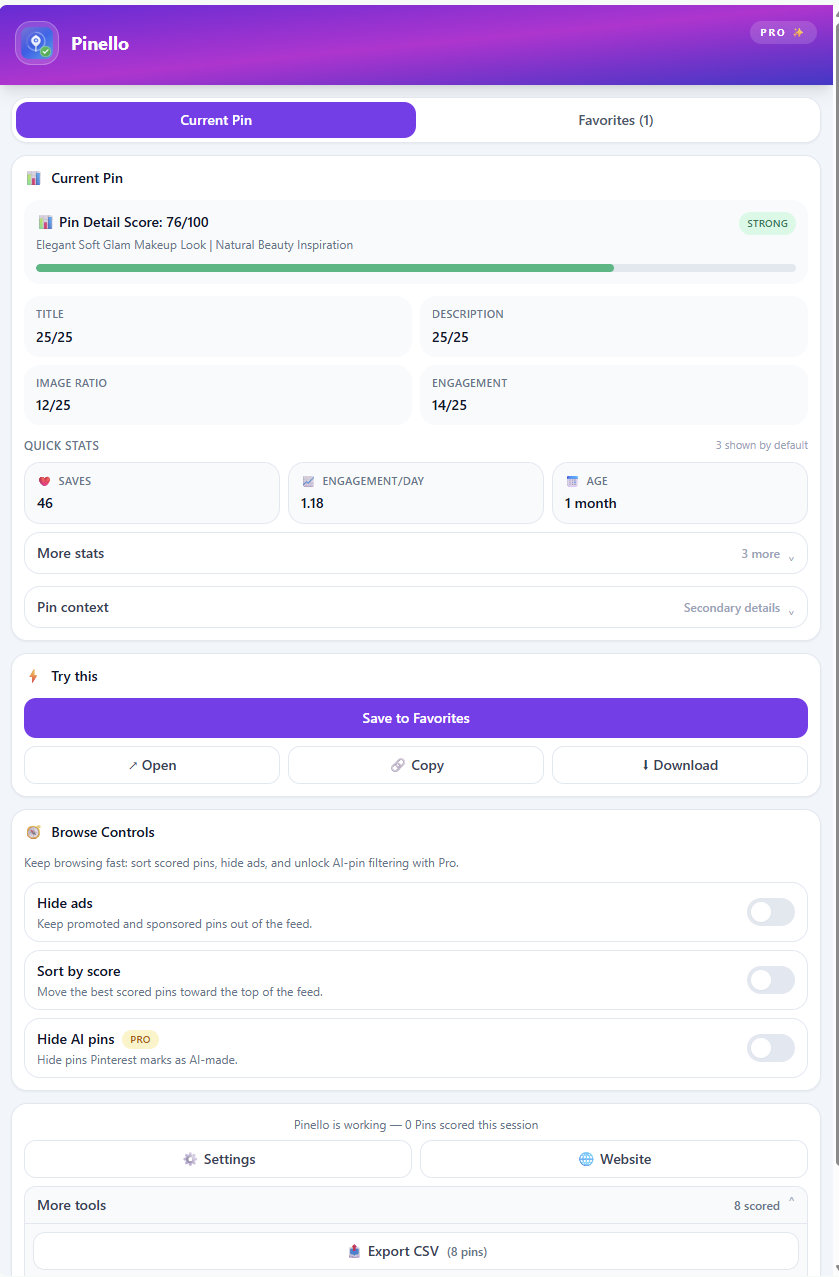 Pinello
PRO ✨
Current Pin
Favorites (1)
📊 Current Pin
📊 Pin Detail Score: 76/100
STRONG
Elegant Soft Glam Makeup Look | Natural Beauty Inspiration
TITLE
25/25
DESCRIPTION
25/25
IMAGE RATIO
12/25
ENGAGEMENT
14/25
QUICK STATS
3 shown by default
❤️ SAVES
46
📈 ENGAGEMENT/DAY
1.18
📅 AGE
1 month
More stats
3 more ˅
Pin context
Secondary details ˅
⚡ Try this
Save to Favorites
↗ Open
🔗 Copy
⬇ Download
🧭 Browse Controls
Keep browsing fast: sort scored pins, hide ads, and unlock AI-pin filtering with Pro.
Hide ads
Keep promoted and sponsored pins out of the feed.
Sort by score
Move the best scored pins toward the top of the feed.
Hide AI pins PRO
Hide pins Pinterest marks as AI-made.
Pinello is working — 0 Pins scored this session
⚙️ Settings
🌐 Website
More tools
8 scored ˄
📤 Export CSV (8 pins)